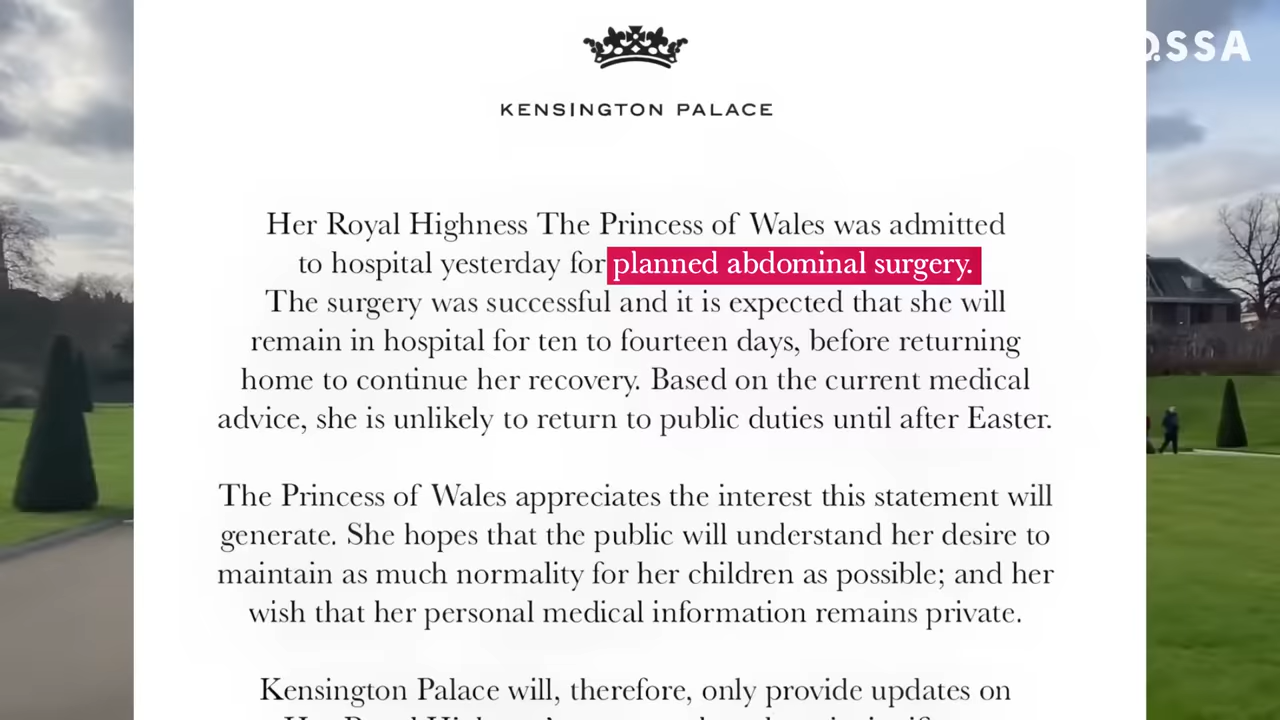 KENSINGTON PALACE
SSA
Her Royal Highness The Princess of Wales was admitted
to hospital yesterday for planned abdominal surgery.
The surgery was successful and it is expected that she will
remain in hospital for ten to fourteen days, before returning
home to continue her recovery. Based on the current medical
advice, she is unlikely to return to public duties until after Easter.
The Princess of Wales appreciates the interest this statement will
generate. She hopes that the public will understand her desire to
maintain as much normality for her children as possible; and her
wish that her personal medical information remains private.
Kensington Palace will, therefore, only provide updates on